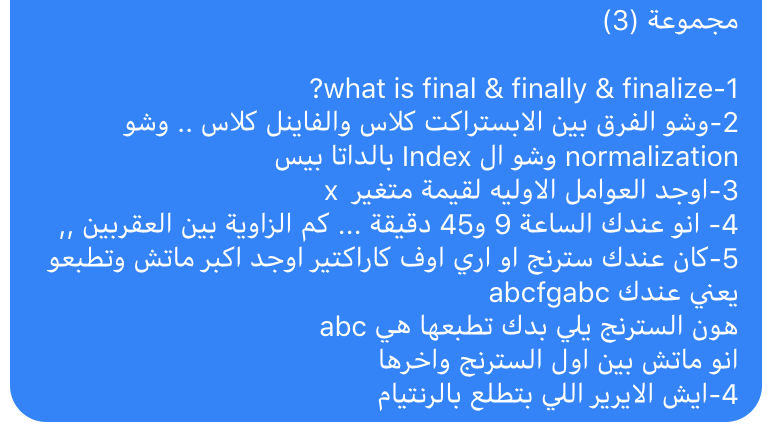 مجموعة (3)
1-what is final & finally & finalize?
2-وشو الفرق بين الابستراكت كلاس والفاينل كلاس .. وشو
normalization وشو ال Index بالداتا بيس
3-اوجد العوامل الاوليه لقيمة متغير x
4- انو عندك الساعة 9 و45 دقيقة ... كم الزاوية بين العقربين ,,
5-كان عندك سترنج او اري اوف كاراكتير اوجد اكبر ماتش وتطبعو
يعني عندك abcfgabc
هون السترنج يلي بدك تطبعها هي abc
انو ماتش بين اول السترنج واخرها
4-ايش الايرير اللي بتطلع بالرنتيام